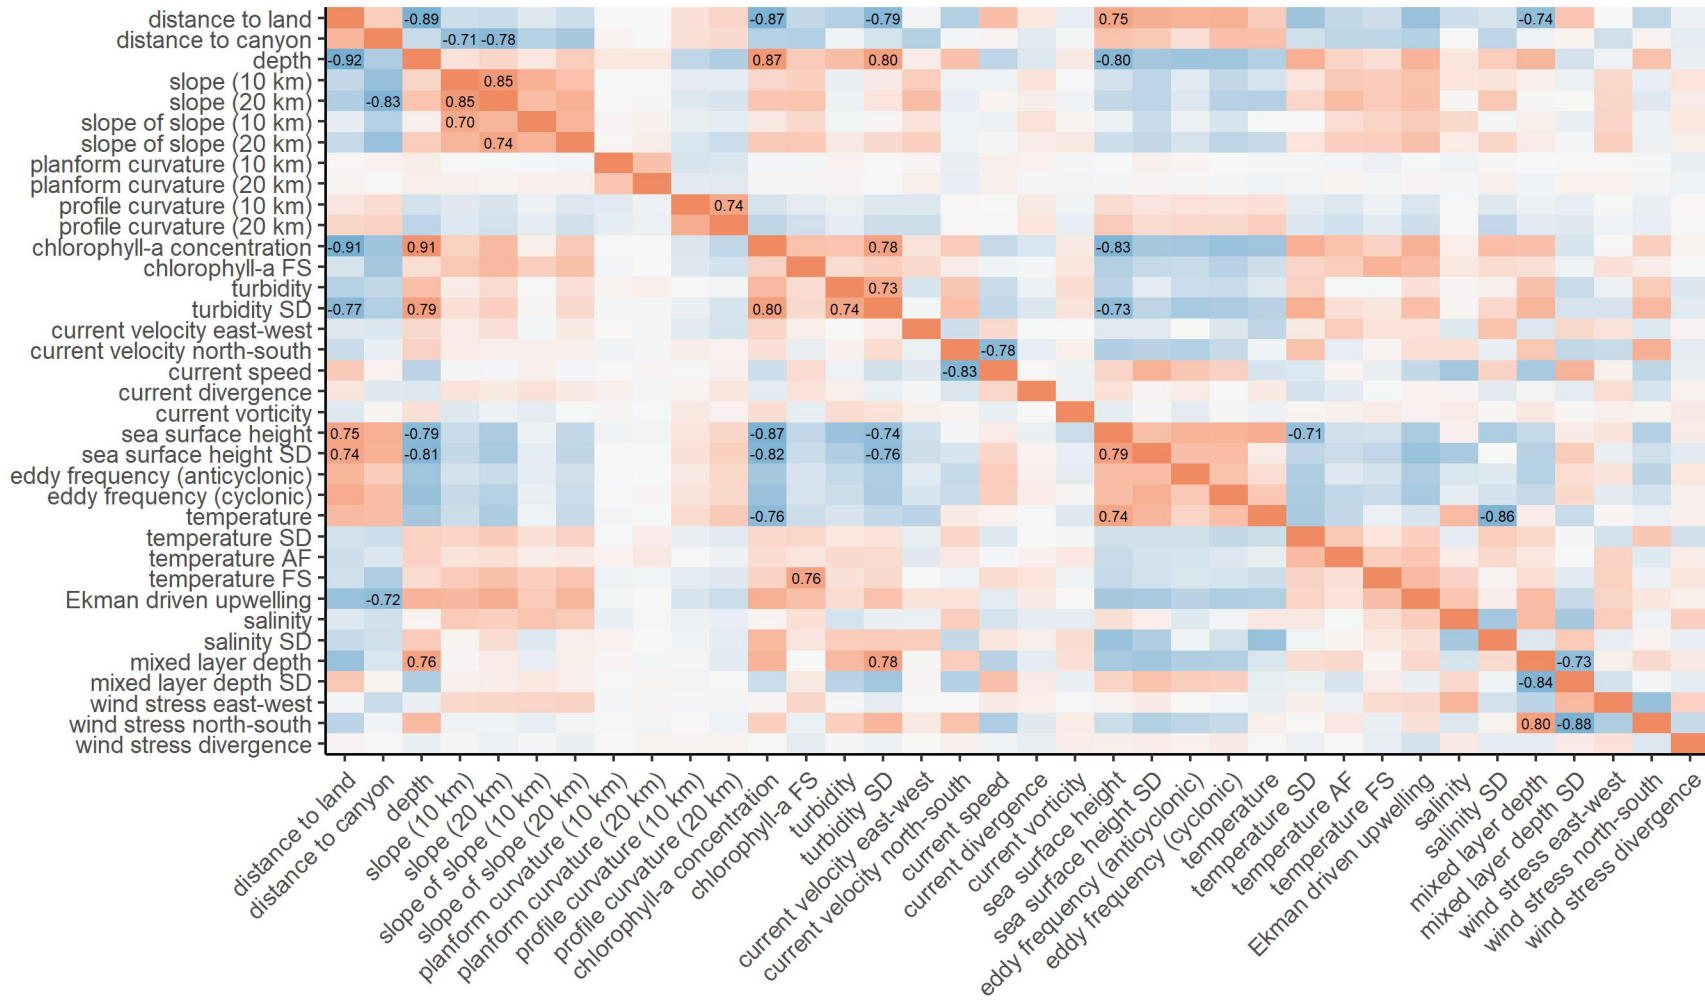 distance to land -0.89 -0.87 -0.79 0.75 -0.74
distance to canyon -0.71 -0.78
depth -0.92 0.87 0.80 -0.80
slope (10 km) 0.85
slope (20 km) -0.83 0.85
slope of slope (10 km) 0.70
slope of slope (20 km) 0.74
planform curvature (10 km)
planform curvature (20 km)
profile curvature (10 km) 0.74
profile curvature (20 km)
chlorophyll-a concentration -0.91 0.91 0.78 -0.83
chlorophyll-a FS
turbidity 0.73
turbidity SD -0.77 0.79 0.80 0.74 -0.73
current velocity east-west
current velocity north-south -0.78
current speed -0.83
current divergence
current vorticity
sea surface height 0.75 -0.79 -0.87 -0.74 -0.71
sea surface height SD 0.74 -0.81 -0.82 -0.76 0.79
eddy frequency (anticyclonic)
eddy frequency (cyclonic)
temperature -0.76 0.74 -0.86
temperature SD
temperature AF
temperature FS 0.76
Ekman driven upwelling -0.72
salinity
salinity SD
mixed layer depth 0.76 0.78 -0.73
mixed layer depth SD -0.84
wind stress east-west
wind stress north-south 0.80 -0.88
wind stress divergence
distance to land
distance to canyon
depth
slope (10 km)
slope (20 km)
slope of slope (10 km)
slope of slope (20 km)
planform curvature (10 km)
planform curvature (20 km)
profile curvature (10 km)
profile curvature (20 km)
chlorophyll-a concentration
chlorophyll-a FS
turbidity
turbidity SD
current velocity east-west
current velocity north-south
current speed
current divergence
current vorticity
sea surface height
sea surface height SD
eddy frequency (anticyclonic)
eddy frequency (cyclonic)
temperature
temperature SD
temperature AF
temperature FS
Ekman driven upwelling
salinity
salinity SD
mixed layer depth
mixed layer depth SD
wind stress east-west
wind stress north-south
wind stress divergence